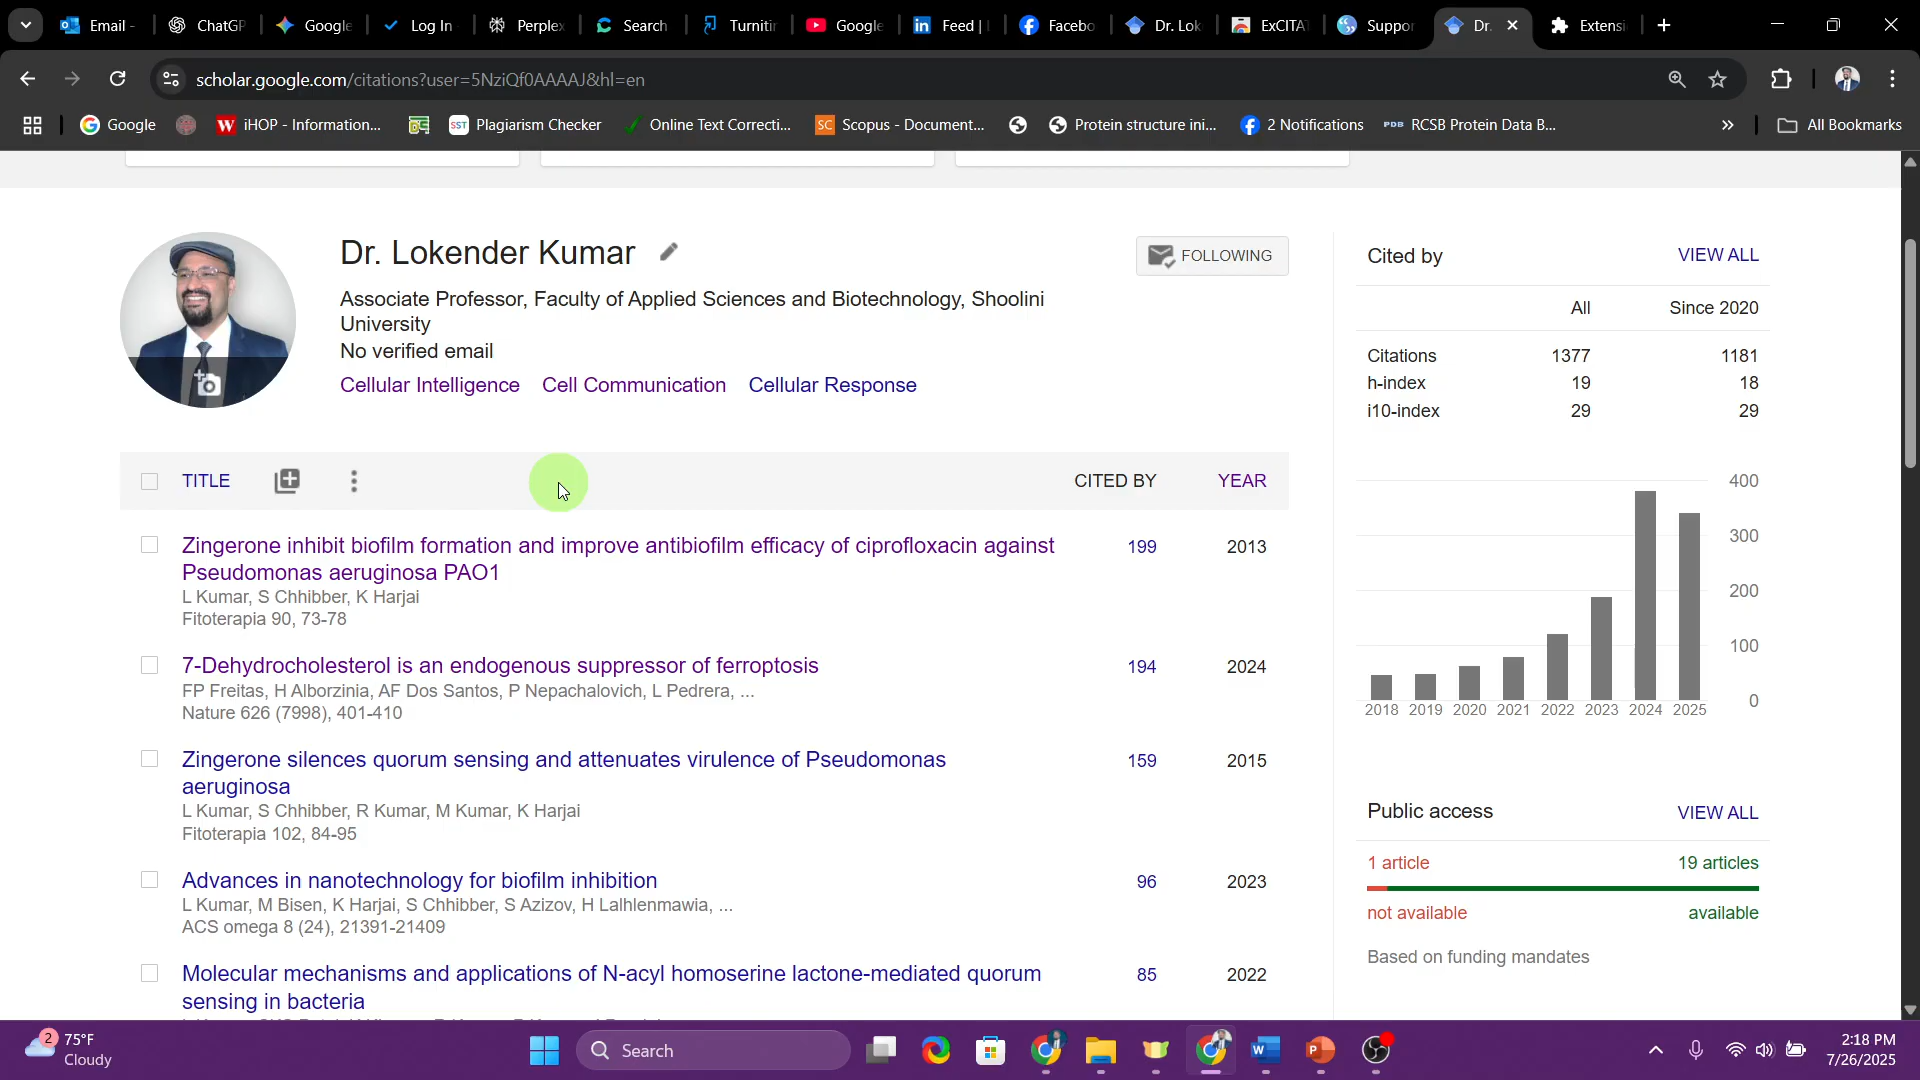 Email -
ChatGP
Google
Log In
Perplex
Search
Turnitin
Google
Feed |
Facebo
Dr. Lok
ExCITA
Suppor
Dr.
Extensi
scholar.google.com/citations?user=5NziQf0AAAAJ&hl=en
Google
iHOP - Information...
SST Plagiarism Checker
Online Text Correcti...
SC Scopus - Document...
Protein structure ini...
2 Notifications
PDB RCSB Protein Data B...
All Bookmarks
Dr. Lokender Kumar
FOLLOWING
Associate Professor, Faculty of Applied Sciences and Biotechnology, Shoolini
University
No verified email
Cellular Intelligence Cell Communication Cellular Response
TITLE CITED BY YEAR
Zingerone inhibit biofilm formation and improve antibiofilm efficacy of ciprofloxacin against 199 2013
Pseudomonas aeruginosa PAO1
L Kumar, S Chhibber, K Harjai
Fitoterapia 90, 73-78
7-Dehydrocholesterol is an endogenous suppressor of ferroptosis 194 2024
FP Freitas, H Alborzinia, AF Dos Santos, P Nepachalovich, L Pedrera, ...
Nature 626 (7998), 401-410
Zingerone silences quorum sensing and attenuates virulence of Pseudomonas 159 2015
aeruginosa
L Kumar, S Chhibber, R Kumar, M Kumar, K Harjai
Fitoterapia 102, 84-95
Advances in nanotechnology for biofilm inhibition 96 2023
L Kumar, M Bisen, K Harjai, S Chhibber, S Azizov, H Lalhlenmawia, ...
ACS omega 8 (24), 21391-21409
Molecular mechanisms and applications of N-acyl homoserine lactone-mediated quorum 85 2022
sensing in bacteria
Cited by VIEW ALL
All Since 2020
Citations 1377 1181
h-index 19 18
i10-index 29 29
400
300
200
100
0
2018 2019 2020 2021 2022 2023 2024 2025
Public access VIEW ALL
1 article 19 articles
not available available
Based on funding mandates
2
75°F
Cloudy
Search
2:18 PM
7/26/2025